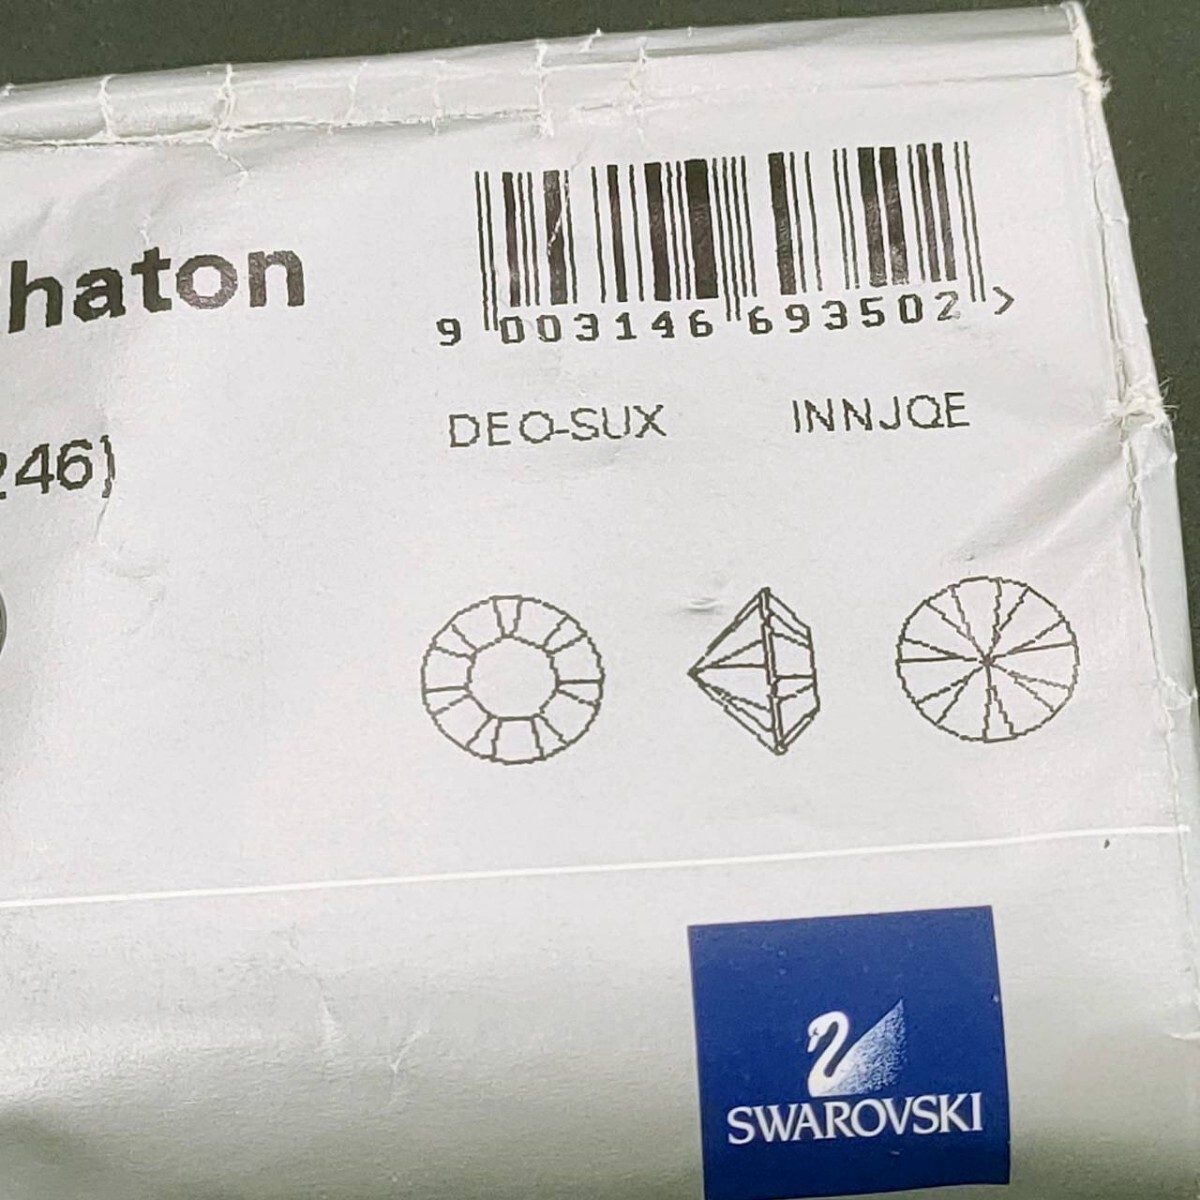 haton
9 003146 693502 >
DEO-SUX INNJQE
246)
SWAROVSKI